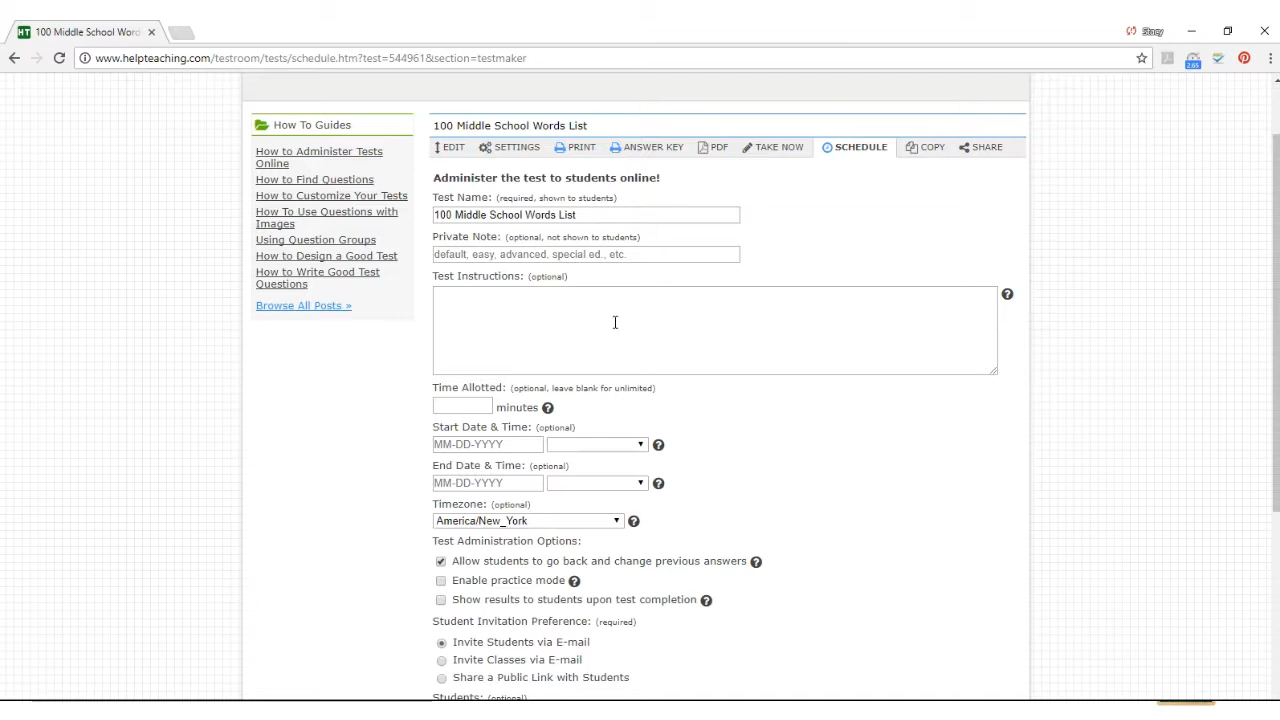 HT 100 Middle School Word
Stacy
www.helpteaching.com/testroom/tests/schedule.htm?test=544961&section=testmaker
2.65
How To Guides
How to Administer Tests
Online
How to Find Questions
How to Customize Your Tests
How To Use Questions with
Images
Using Question Groups
How to Design a Good Test
How to Write Good Test
Questions
Browse All Posts »
100 Middle School Words List
EDIT SETTINGS PRINT ANSWER KEY PDF TAKE NOW SCHEDULE COPY SHARE
Administer the test to students online!
Test Name: (required, shown to students)
100 Middle School Words List
Private Note: (optional, not shown to students)
default, easy, advanced, special ed., etc.
Test Instructions: (optional)
Time Allotted: (optional, leave blank for unlimited)
minutes
Start Date & Time: (optional)
MM-DD-YYYY
End Date & Time: (optional)
MM-DD-YYYY
Timezone: (optional)
America/New_York
Test Administration Options:
Allow students to go back and change previous answers
Enable practice mode
Show results to students upon test completion
Student Invitation Preference: (required)
Invite Students via E-mail
Invite Classes via E-mail
Share a Public Link with Students
Students: (optional)